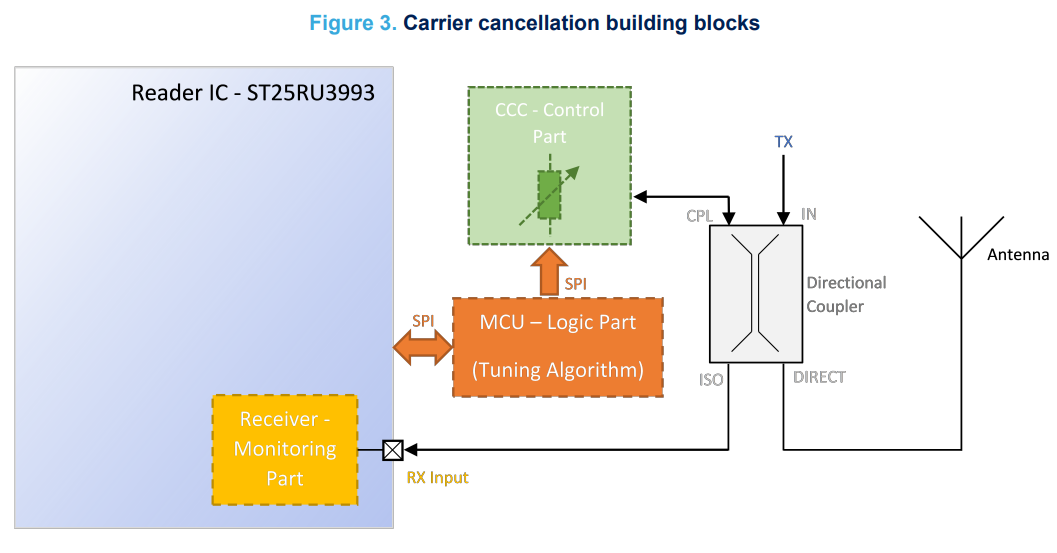 Figure 3. Carrier cancellation building blocks
Reader IC - ST25RU3993
CCC - Control
Part
TX
CPL
IN
Antenna
SPI
Directional
Coupler
SPI
MCU – Logic Part
(Tuning Algorithm)
ISO
DIRECT
Receiver -
Monitoring
Part
RX Input